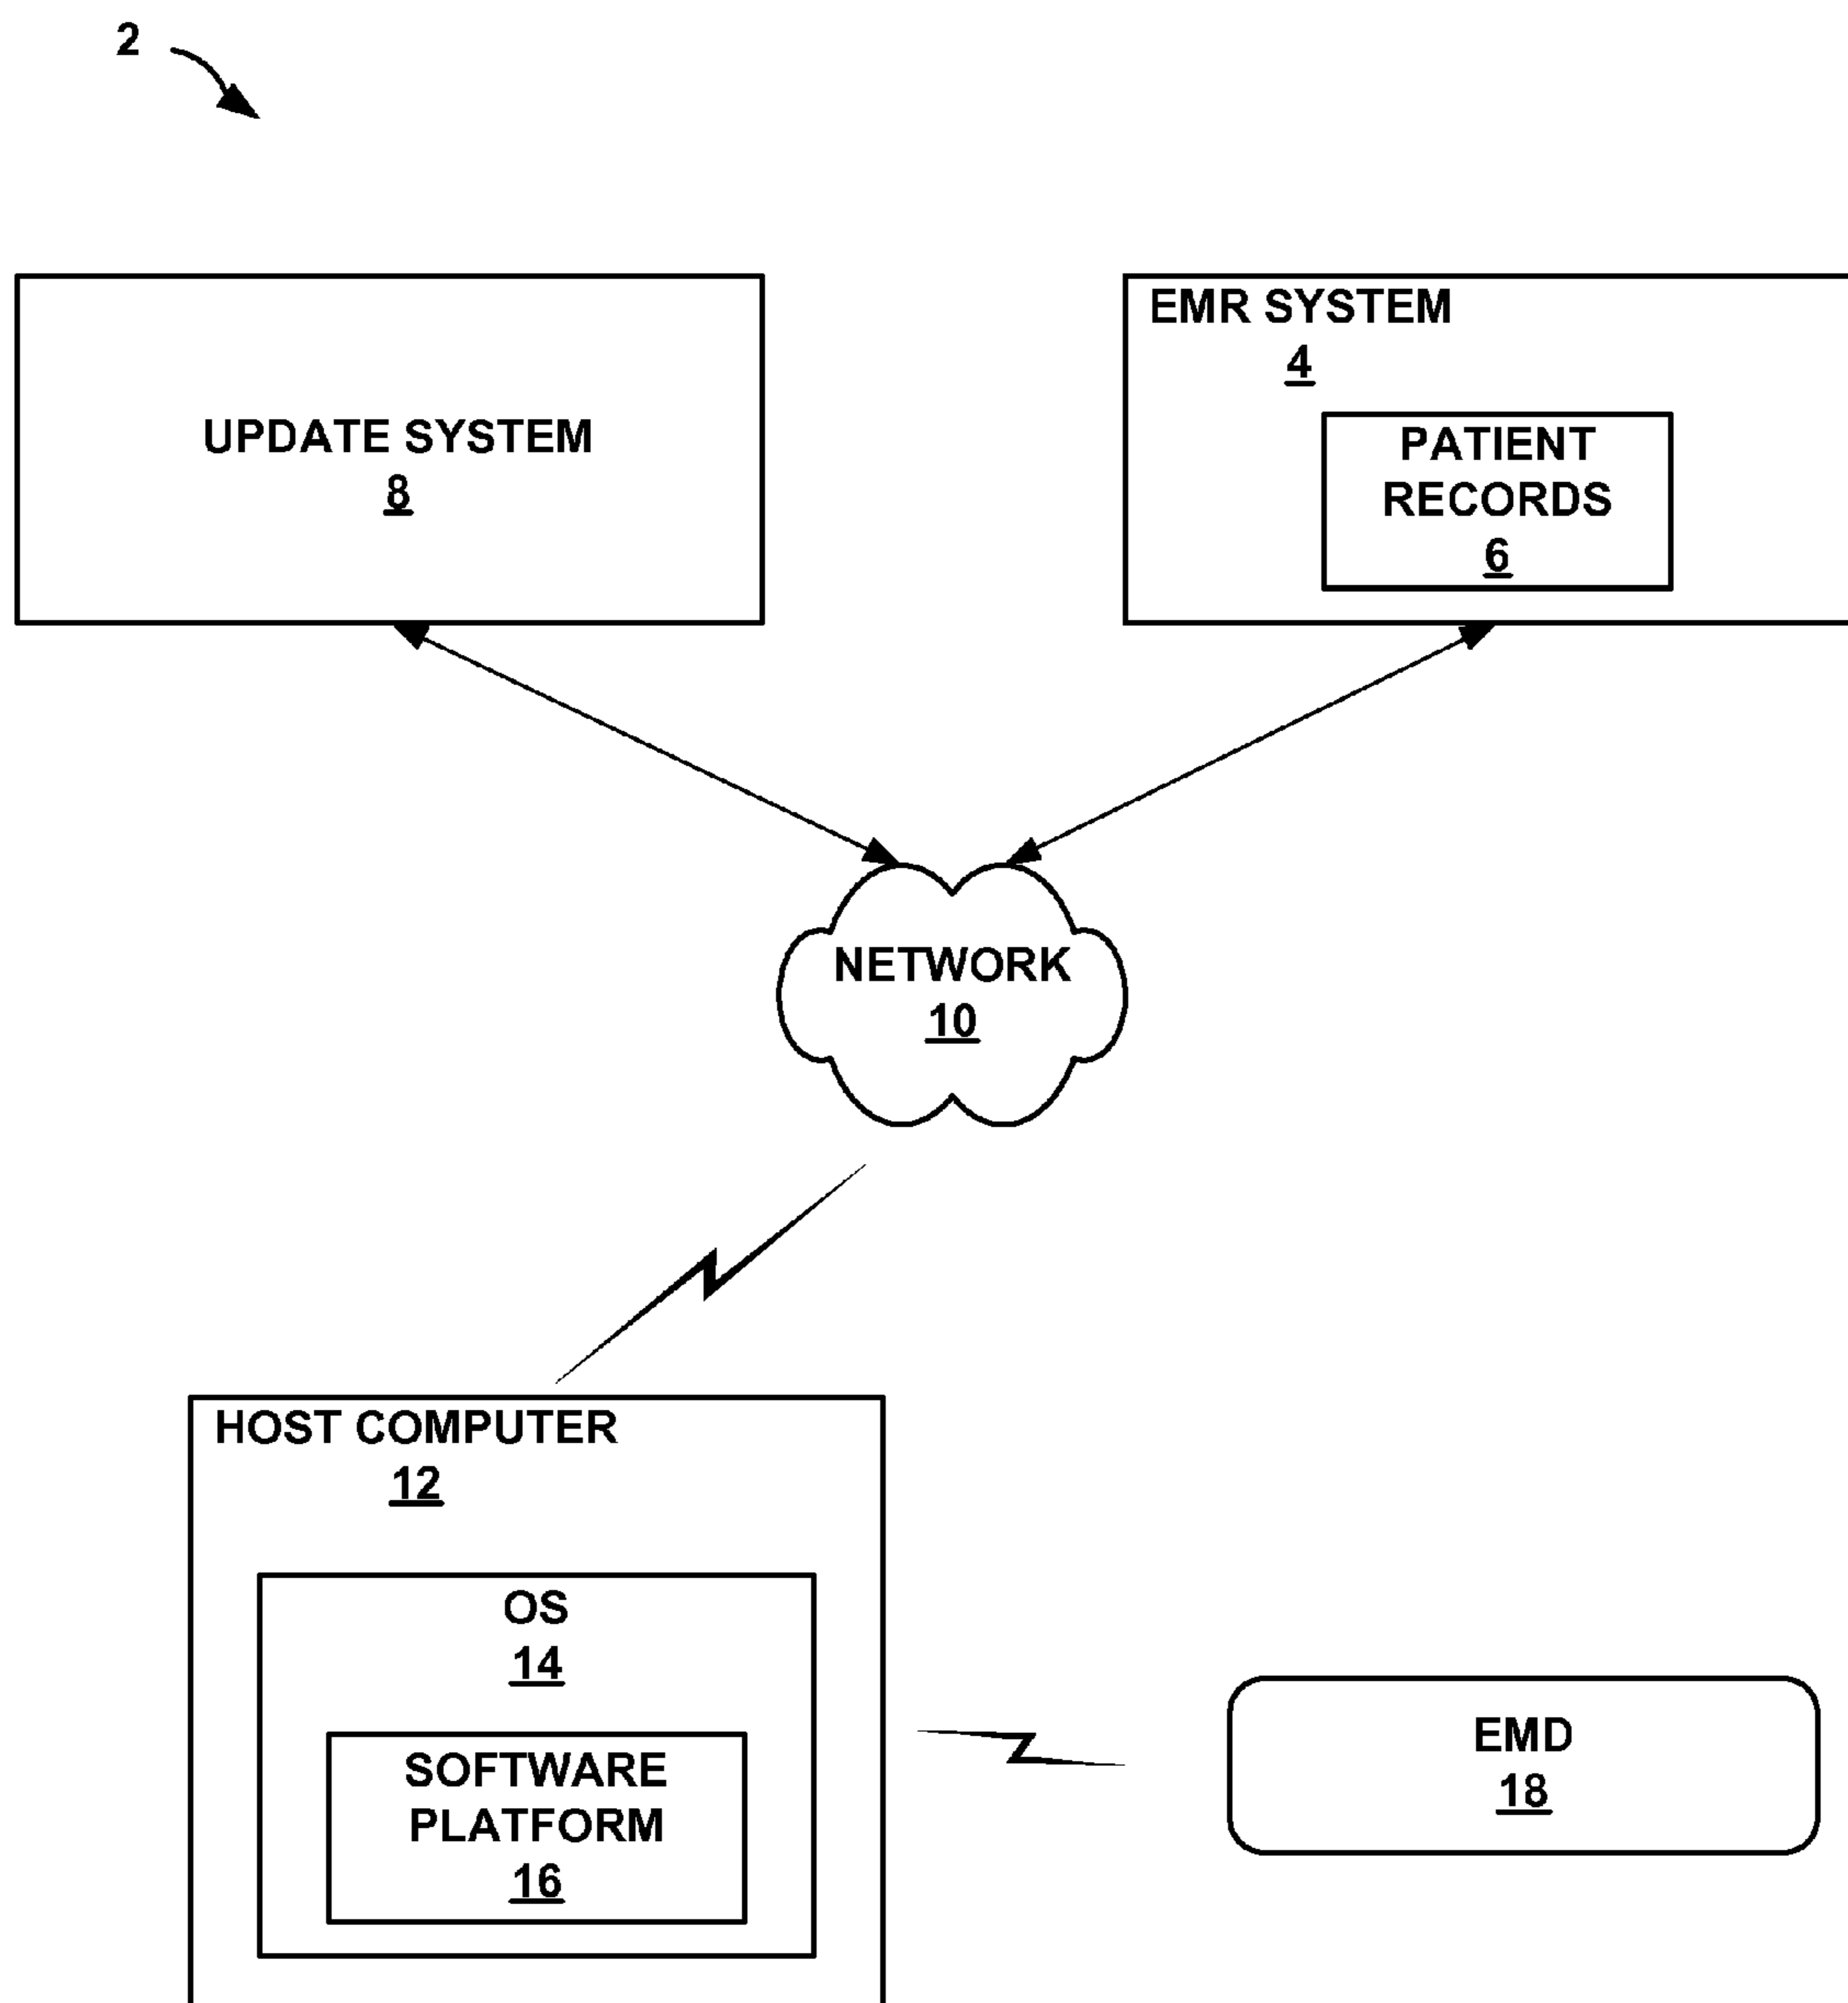 2
UPDATE SYSTEM
8
EMR SYSTEM
4
PATIENT
RECORDS
6
NETWORK
10
HOST COMPUTER
12
OS
14
SOFTWARE
PLATFORM
16
EMD
18